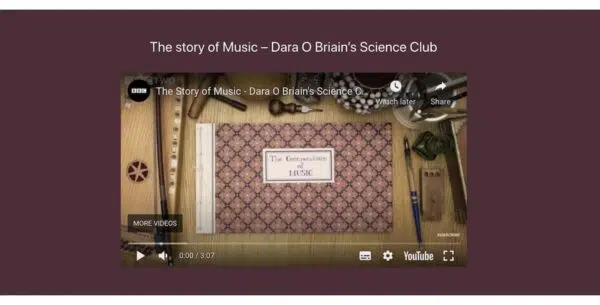 The story of Music – Dara O Briain's Science Club
BBC
TWO
The Story of Music - Dara O Briain's Science C
Watch later
Share
The Compendium
of
MUSIC
MORE VIDEOS
0:00 / 3:07
YouTube